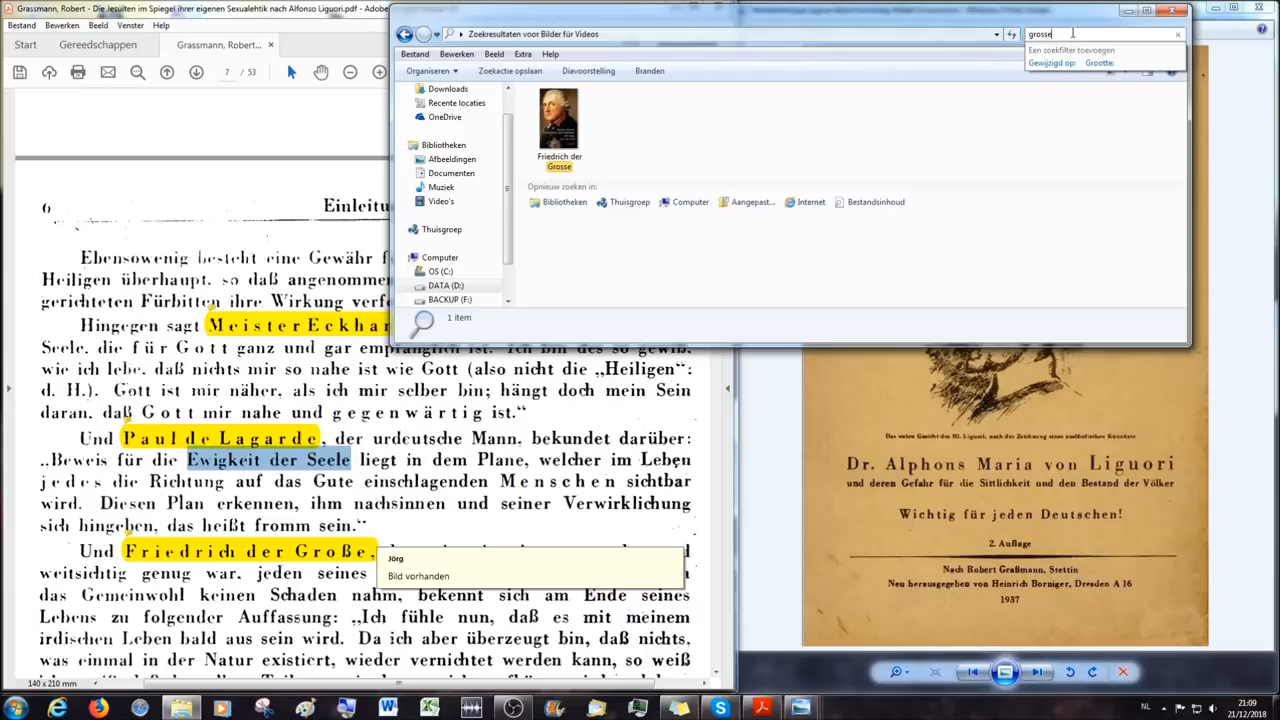 Grassmann, Robert - Die Jesuiten im Spiegel ihrer eigenen Sexualethik nach Alfonso Liguori.pdf - Adobe
Bestand Bewerken Beeld Venster Help
Start Gereedschappen Grassmann, Robert... ×
7 / 53
6 Einleitu
Ebensowenig besteht eine Gewähr f
Heiligen überhaupt, so daß angenommen
gerichteten Fürbitten ihre Wirkung verf
Hingegen sagt Meister Eckhar
Seele, die für Gott ganz und gar empfänglich ist. Ich bin des so gewiß,
wie ich lebe, daß nichts mir so nahe ist wie Gott (also nicht die „Heiligen“:
d. H.). Gott ist mir näher, als ich mir selber bin; hängt doch mein Sein
daran, daß Gott mir nahe und gegenwärtig ist.“
Und Paul de Lagarde, der urdeutsche Mann, bekundet darüber:
„Beweis für die Ewigkeit der Seele liegt in dem Plane, welcher im Leben
jedes die Richtung auf das Gute einschlagenden Menschen sichtbar
wird. Diesen Plan erkennen, ihm nachsinnen und seiner Verwirklichung
sich hingeben, das heißt fromm sein.“
Und Friedrich der Große,
weitsichtig genug war, jeden seines
das Gemeinwohl keinen Schaden nahm, bekennt sich am Ende seines
Lebens zu folgender Auffassung: „Ich fühle nun, daß es mit meinem
irdischen Leben bald aus sein wird. Da ich aber überzeugt bin, daß nichts,
was einmal in der Natur existiert, wieder vernichtet werden kann, so weiß
Jörg
Bild vorhanden
140 x 210 mm
Zoekresultaten voor Bilder für Videos
grosse
Een zoekfilter toevoegen
Gewijzigd op: Grootte:
Bestand Bewerken Beeld Extra Help
Organiseren Zoekactie opslaan Diavoorstelling Branden
Downloads
Recente locaties
OneDrive
Bibliotheken
Afbeeldingen
Documenten
Muziek
Video's
Thuisgroep
Computer
OS (C:)
DATA (D:)
BACKUP (F:)
Friedrich der
Grosse
Opnieuw zoeken in:
Bibliotheken Thuisgroep Computer Aangepast... Internet Bestandsinhoud
1 item
Das wahre Gesicht des Hl. Liguori, nach der Zeichnung eines ausländischen Künstlers
Dr. Alphons Maria von Liguori
und deren Gefahr für die Sittlichkeit und den Bestand der Völker
Wichtig für jeden Deutschen!
2. Auflage
Nach Robert Graßmann, Stettin
Neu herausgegeben von Heinrich Borniger, Dresden A 16
1937
NL
21:09
21/12/2018